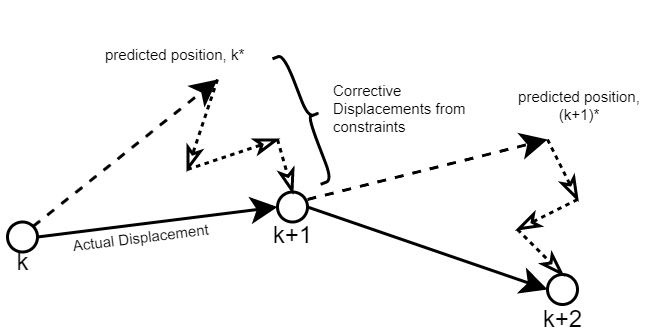 predicted position, k*
Corrective
Displacements from
constraints
predicted position,
(k+1)*
Actual Displacement
k
k+1
k+2